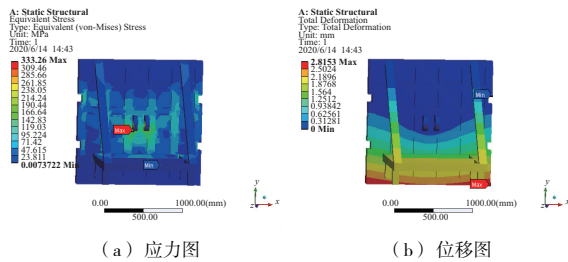 A: Static Structural
Equivalent Stress
Type: Equivalent (von-Mises) Stress
Unit: MPa
Time: 1
2020/6/14 14:43
333.26 Max
309.46
285.66
261.85
238.05
214.24
190.44
166.64
142.83
119.03
95.224
71.42
47.615
23.811
0.0073722 Min
Max
Min
0.00
1000.00(mm)
500.00
y
z
x
（a）应力图
A: Static Structural
Total Deformation
Type: Total Deformation
Unit: mm
Time: 1
2020/6/14 14:43
2.8153 Max
2.5024
2.1896
1.8768
1.564
1.2512
0.93842
0.62561
0.31281
0 Min
Min
Max
0.00
1000.00(mm)
500.00
y
z
x
（b）位移图